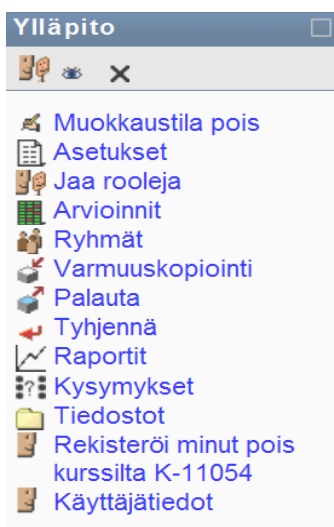 Ylläpito
Muokkaustila pois
Asetukset
Jaa rooleja
Arvioinnit
Ryhmät
Varmuuskopiointi
Palauta
Tyhjennä
Raportit
Kysymykset
Tiedostot
Rekisteröi minut pois
kurssilta K-11054
Käyttäjätiedot